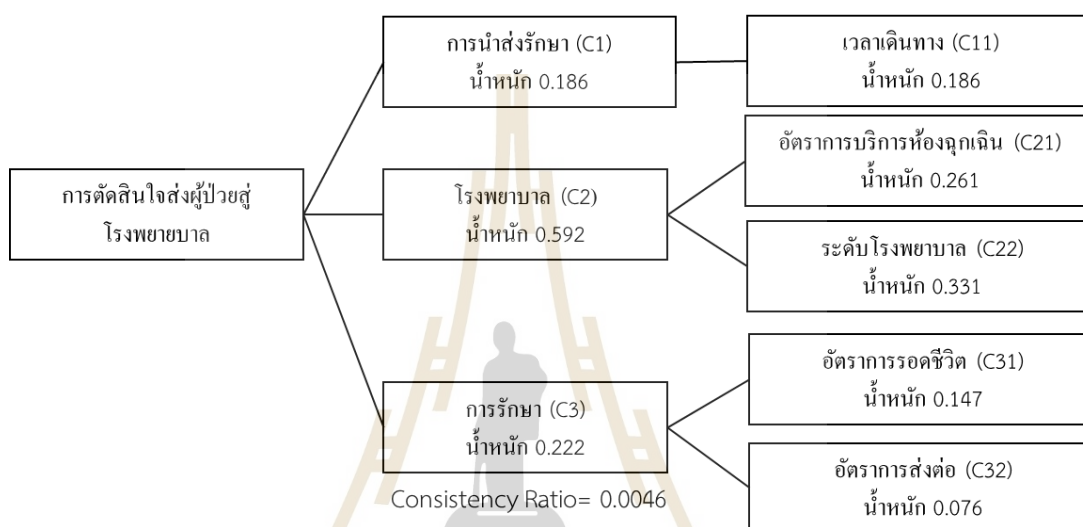 การนำส่งรักษา (C1)
น้ำหนัก 0.186
เวลาเดินทาง (C11)
น้ำหนัก 0.186
อัตราการบริการห้องฉุกเฉิน (C21)
น้ำหนัก 0.261
การตัดสินใจส่งผู้ป่วยสู่
โรงพยายบาล
โรงพยาบาล (C2)
น้ำหนัก 0.592
ระดับโรงพยาบาล (C22)
น้ำหนัก 0.331
อัตราการรอดชีวิต (C31)
น้ำหนัก 0.147
การรักษา (C3)
น้ำหนัก 0.222
อัตราการส่งต่อ (C32)
น้ำหนัก 0.076
Consistency Ratio= 0.0046